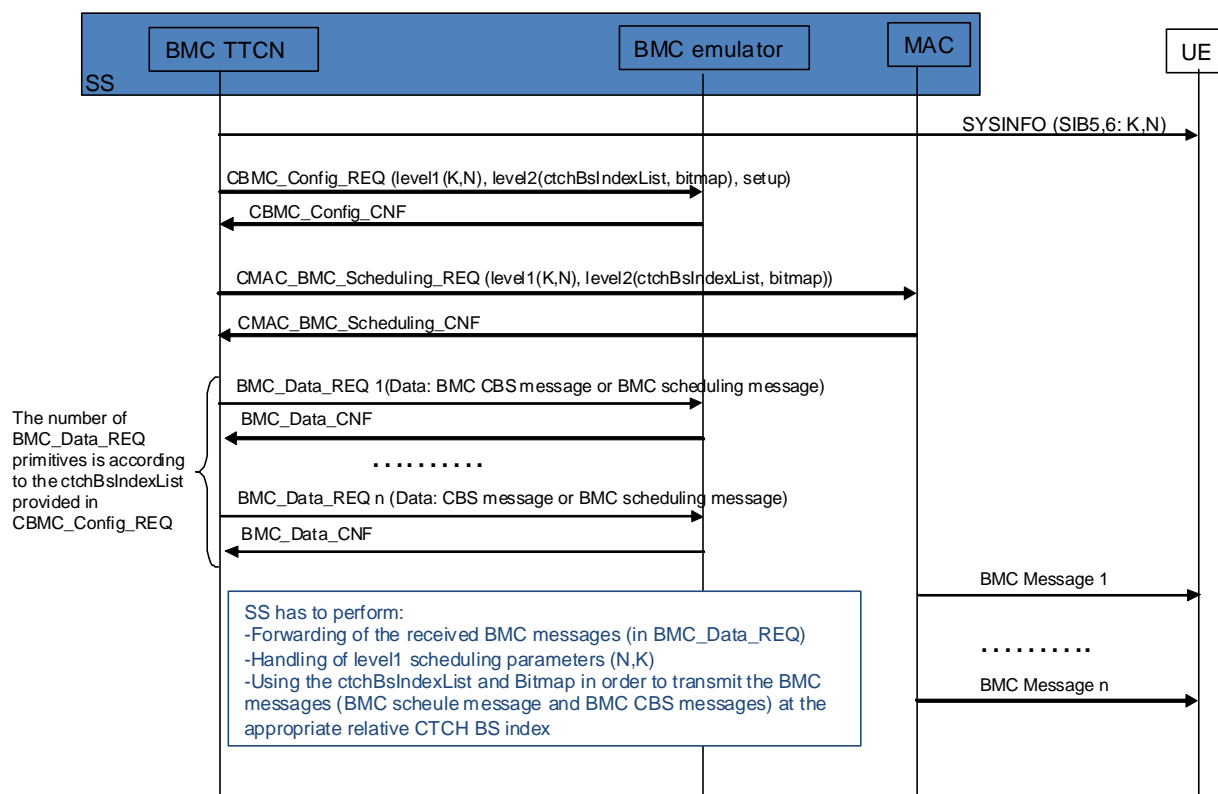 BMC TTCN
BMC emulator
MAC
UE
SS
SYSINFO (SIB5,6: K,N)
CBMC_Config_REQ (level1(K,N), level2(ctchBsIndexList, bitmap), setup)
CBMC_Config_CNF
CMAC_BMC_Scheduling_REQ (level1(K,N), level2(ctchBsIndexList, bitmap))
CMAC_BMC_Scheduling_CNF
BMC_Data_REQ 1(Data: BMC CBS message or BMC scheduling message)
BMC_Data_CNF
..........
BMC_Data_REQ n (Data: CBS message or BMC scheduling message)
BMC_Data_CNF
The number of
BMC_Data_REQ
primitives is according
to the ctchBsIndexList
provided in
CBMC_Config_REQ
BMC Message 1
..........
BMC Message n
SS has to perform:
-Forwarding of the received BMC messages (in BMC_Data_REQ)
-Handling of level1 scheduling parameters (N,K)
-Using the ctchBsIndexList and Bitmap in order to transmit the BMC
messages (BMC scheule message and BMC CBS messages) at the
appropriate relative CTCH BS index